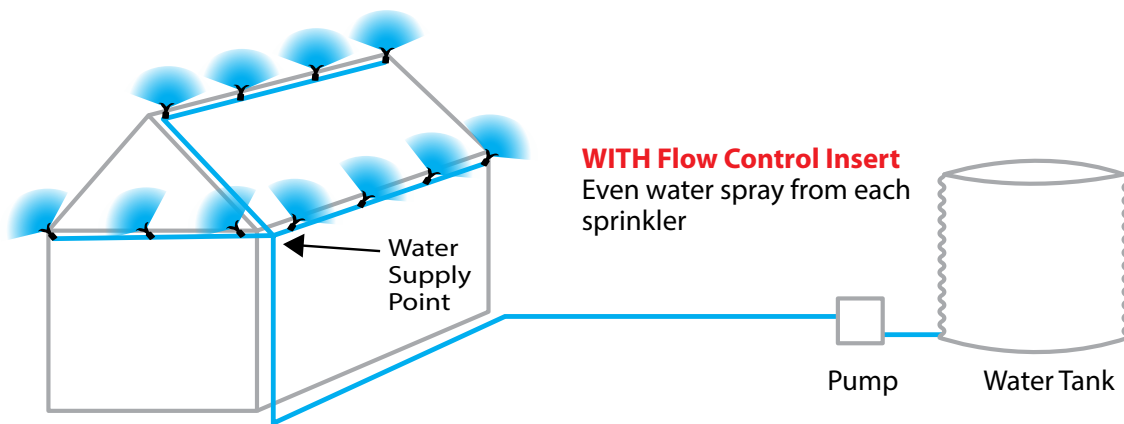 WITH Flow Control Insert
Even water spray from each
sprinkler
Water
Supply
Point
Pump
Water Tank